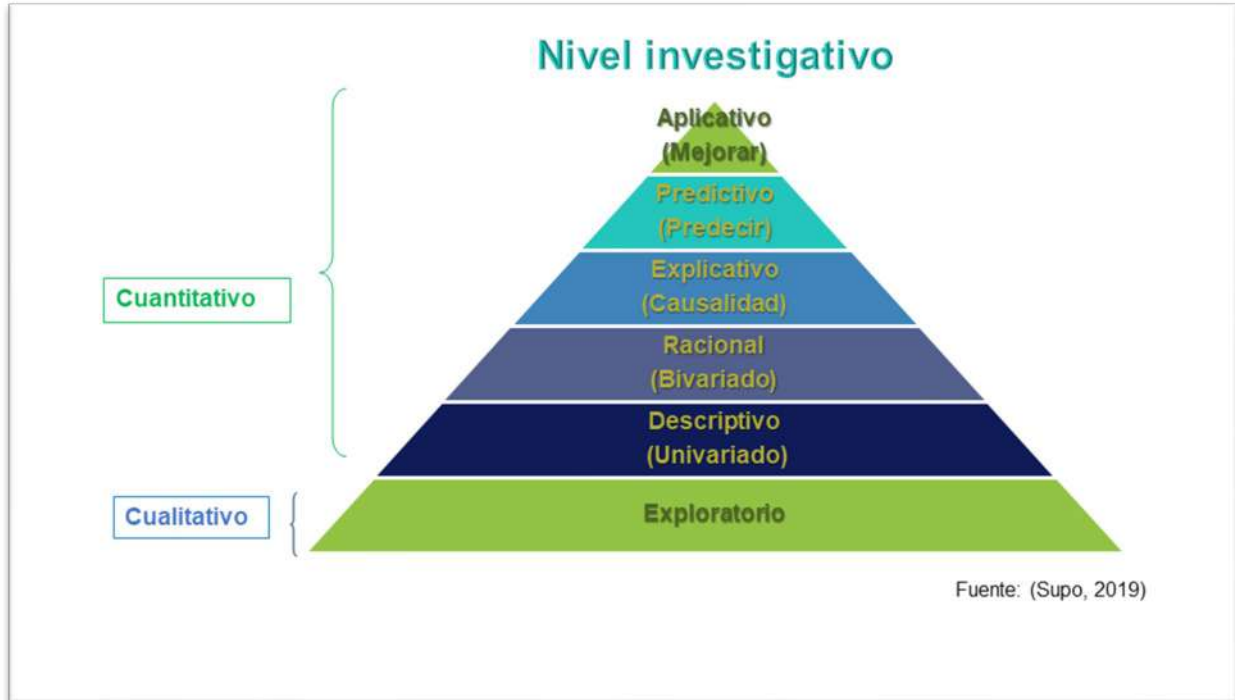 Nivel investigativo
Aplicativo
(Mejorar)
Predictivo
(Predecir)
Explicativo
(Causalidad)
Cuantitativo
Racional
(Bivariado)
Descriptivo
(Univariado)
Cualitativo
Exploratorio
Fuente: (Supo, 2019)